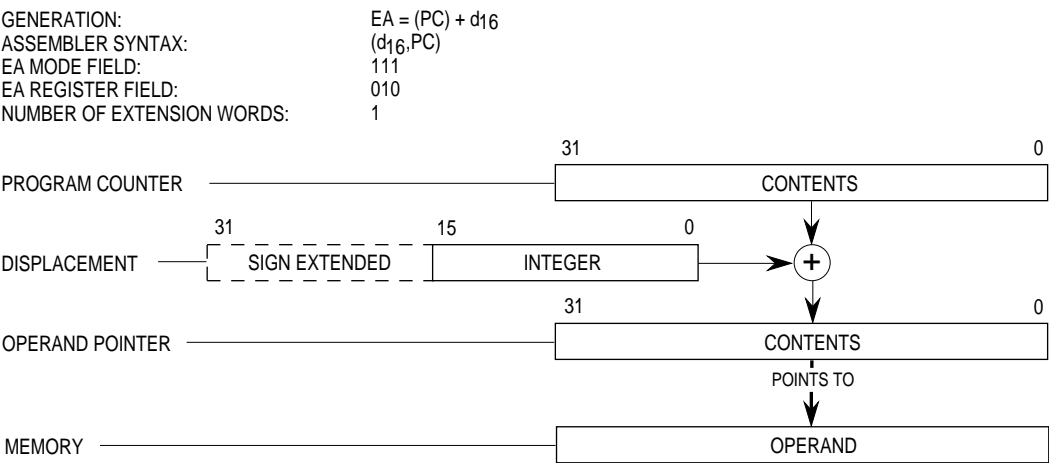 GENERATION: EA = (PC) + d16
ASSEMBLER SYNTAX: (d16,PC)
EA MODE FIELD: 111
EA REGISTER FIELD: 010
NUMBER OF EXTENSION WORDS: 1
31 0
PROGRAM COUNTER CONTENTS
31 15 0
DISPLACEMENT SIGN EXTENDED INTEGER +
31 0
OPERAND POINTER CONTENTS
POINTS TO
MEMORY OPERAND